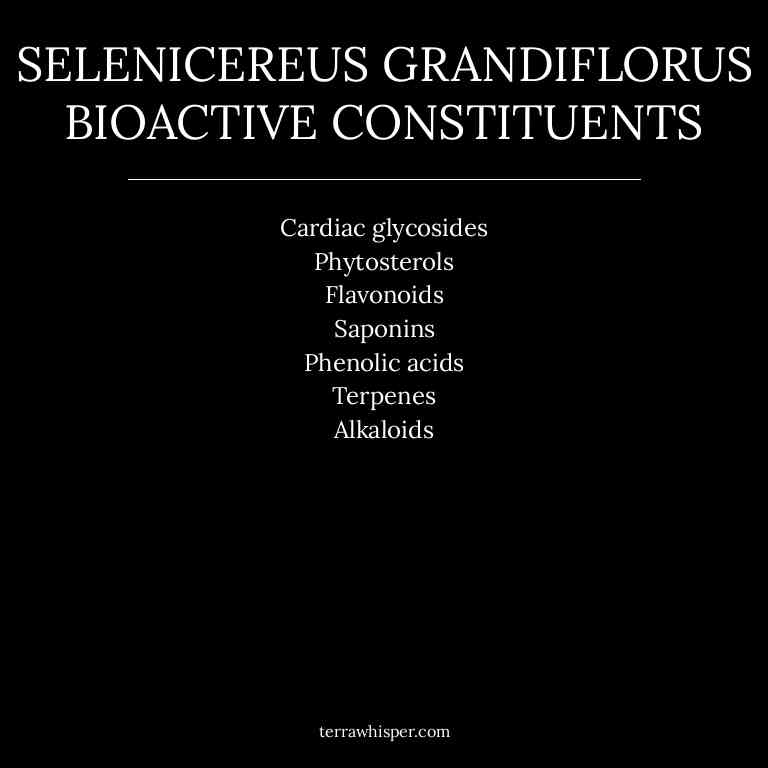 SELENICEREUS GRANDIFLORUS
BIOACTIVE CONSTITUENTS
Cardiac glycosides
Phytosterols
Flavonoids
Saponins
Phenolic acids
Terpenes
Alkaloids
terrawhisper.com